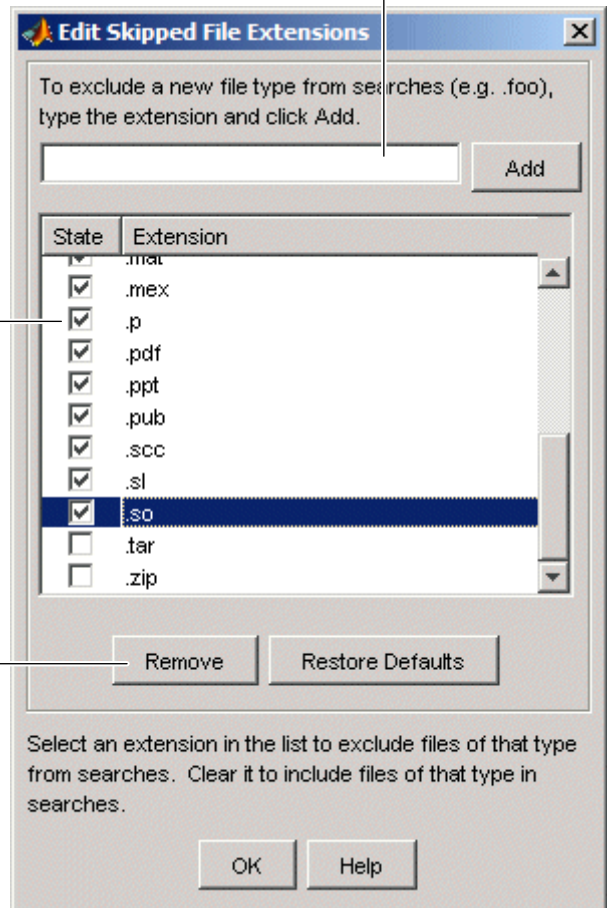 Edit Skipped File Extensions
To exclude a new file type from searches (e.g. .foo),
type the extension and click Add.
Add
State Extension
.mat
.mex
.p
.pdf
.ppt
.pub
.scc
.sl
.so
.tar
.zip
Remove Restore Defaults
Select an extension in the list to exclude files of that type
from searches. Clear it to include files of that type in
searches.
OK Help